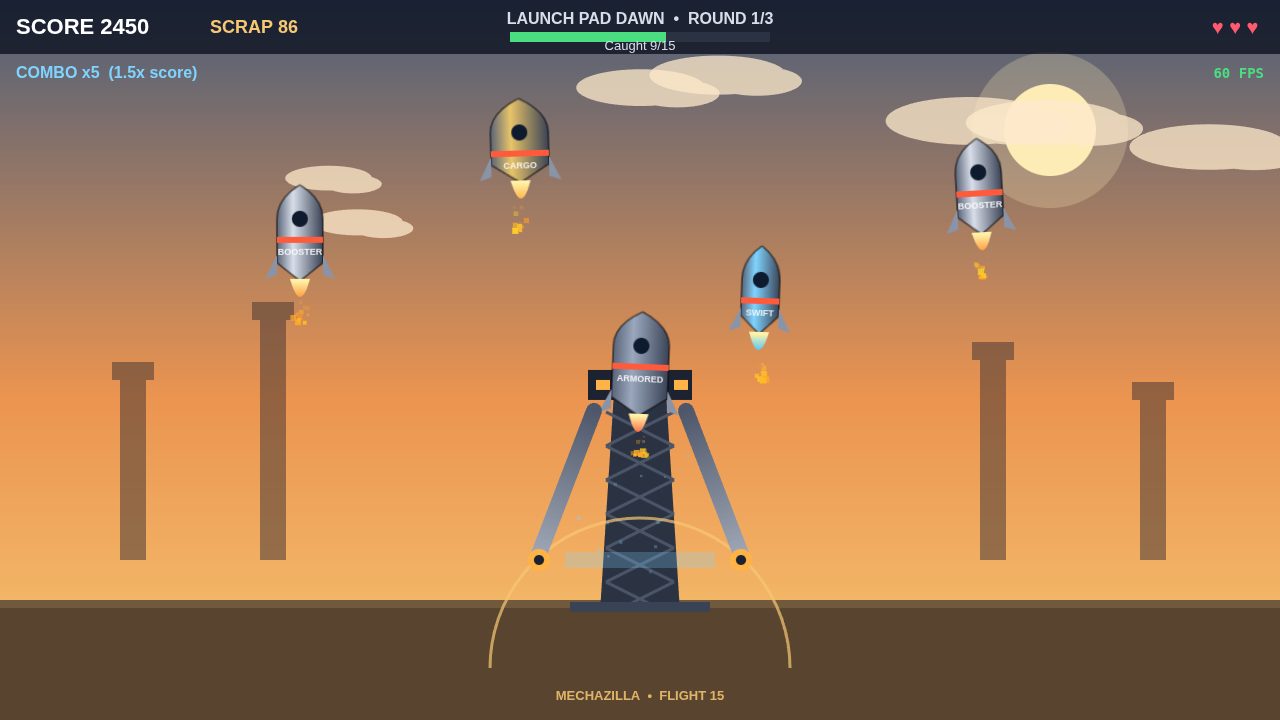 SCORE 2450
SCRAP 86
LAUNCH PAD DAWN • ROUND 1/3
Caught 9/15
♥ ♥ ♥
COMBO x5 (1.5x score)
60 FPS
CARGO
BOOSTER
BOOSTER
SWIFT
ARMORED
MECHAZILLA • FLIGHT 15